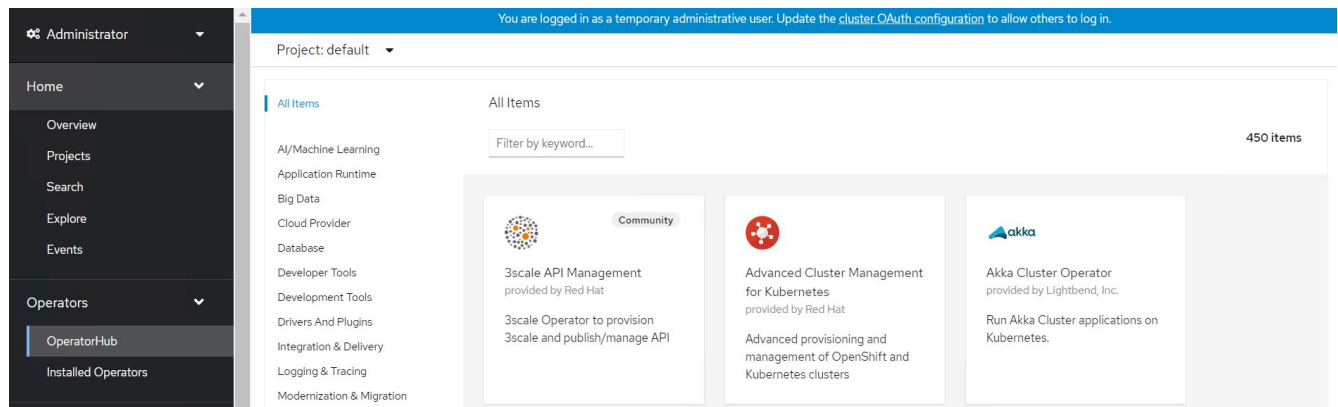 You are logged in as a temporary administrative user. Update the cluster OAuth configuration to allow others to log in.
Administrator
Home
Overview
Projects
Search
Explore
Events
Operators
OperatorHub
Installed Operators
Project: default
All Items
AI/Machine Learning
Application Runtime
Big Data
Cloud Provider
Database
Developer Tools
Development Tools
Drivers And Plugins
Integration & Delivery
Logging & Tracing
Modernization & Migration
All Items
Filter by keyword...
450 items
Community
3scale API Management
provided by Red Hat
3scale Operator to provision
3scale and publish/manage API
Advanced Cluster Management
for Kubernetes
provided by Red Hat
Advanced provisioning and
management of OpenShift and
Kubernetes clusters
akka
Akka Cluster Operator
provided by Lightbend, Inc.
Run Akka Cluster applications on
Kubernetes.